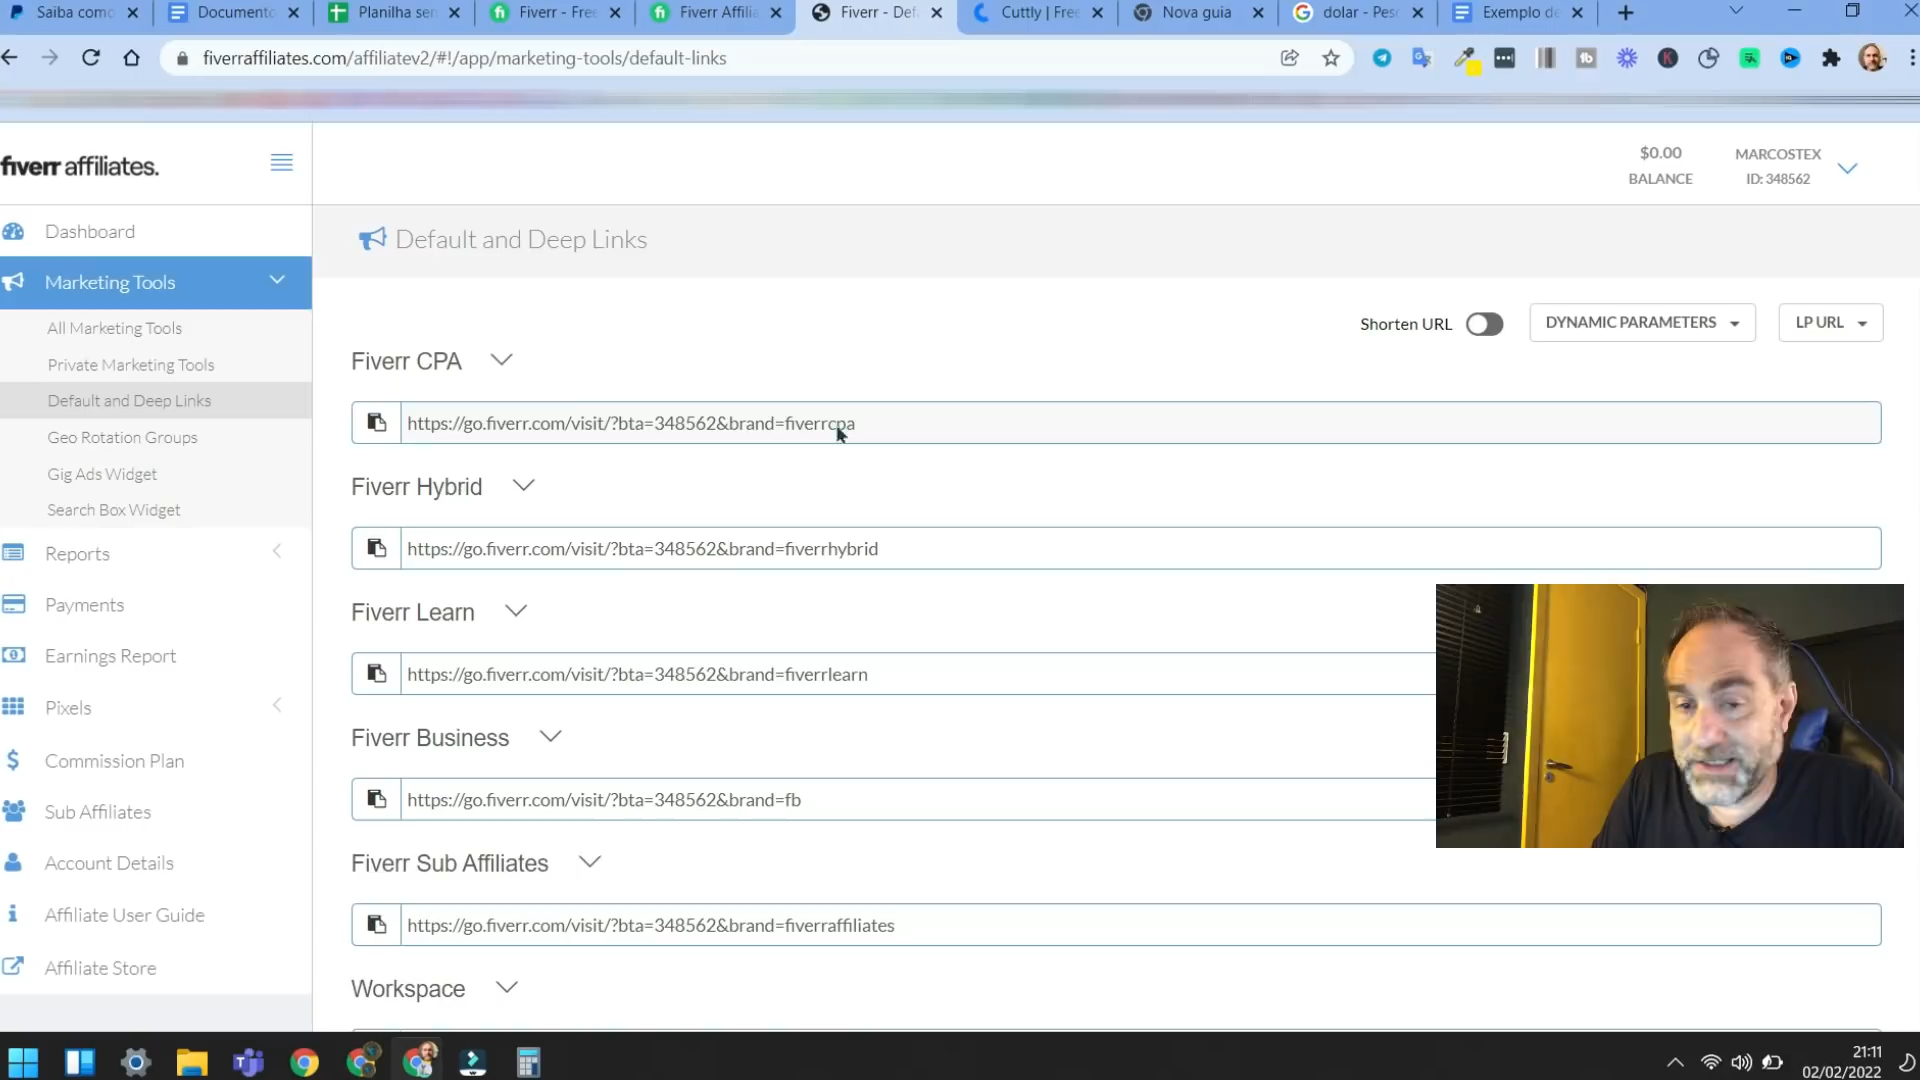 Saiba como
Documento
Planilha sem
Fiverr - Free
Fiverr Affilia
Fiverr - Def
Cuttly | Free
Nova guia
dolar - Pesq
Exemplo de
fiverraffiliates.com/affiliatev2/#!/app/marketing-tools/default-links
fiverr affiliates.
$0.00
BALANCE
MARCOSTEX
ID: 348562
Dashboard
Marketing Tools
All Marketing Tools
Private Marketing Tools
Default and Deep Links
Geo Rotation Groups
Gig Ads Widget
Search Box Widget
Reports
Payments
Earnings Report
Pixels
Commission Plan
Sub Affiliates
Account Details
Affiliate User Guide
Affiliate Store
Default and Deep Links
Shorten URL
DYNAMIC PARAMETERS
LP URL
Fiverr CPA
https://go.fiverr.com/visit/?bta=348562&brand=fiverrcpa
Fiverr Hybrid
https://go.fiverr.com/visit/?bta=348562&brand=fiverrhybrid
Fiverr Learn
https://go.fiverr.com/visit/?bta=348562&brand=fiverrlearn
Fiverr Business
https://go.fiverr.com/visit/?bta=348562&brand=fb
Fiverr Sub Affiliates
https://go.fiverr.com/visit/?bta=348562&brand=fiverraffiliates
Workspace
21:11
02/02/2022